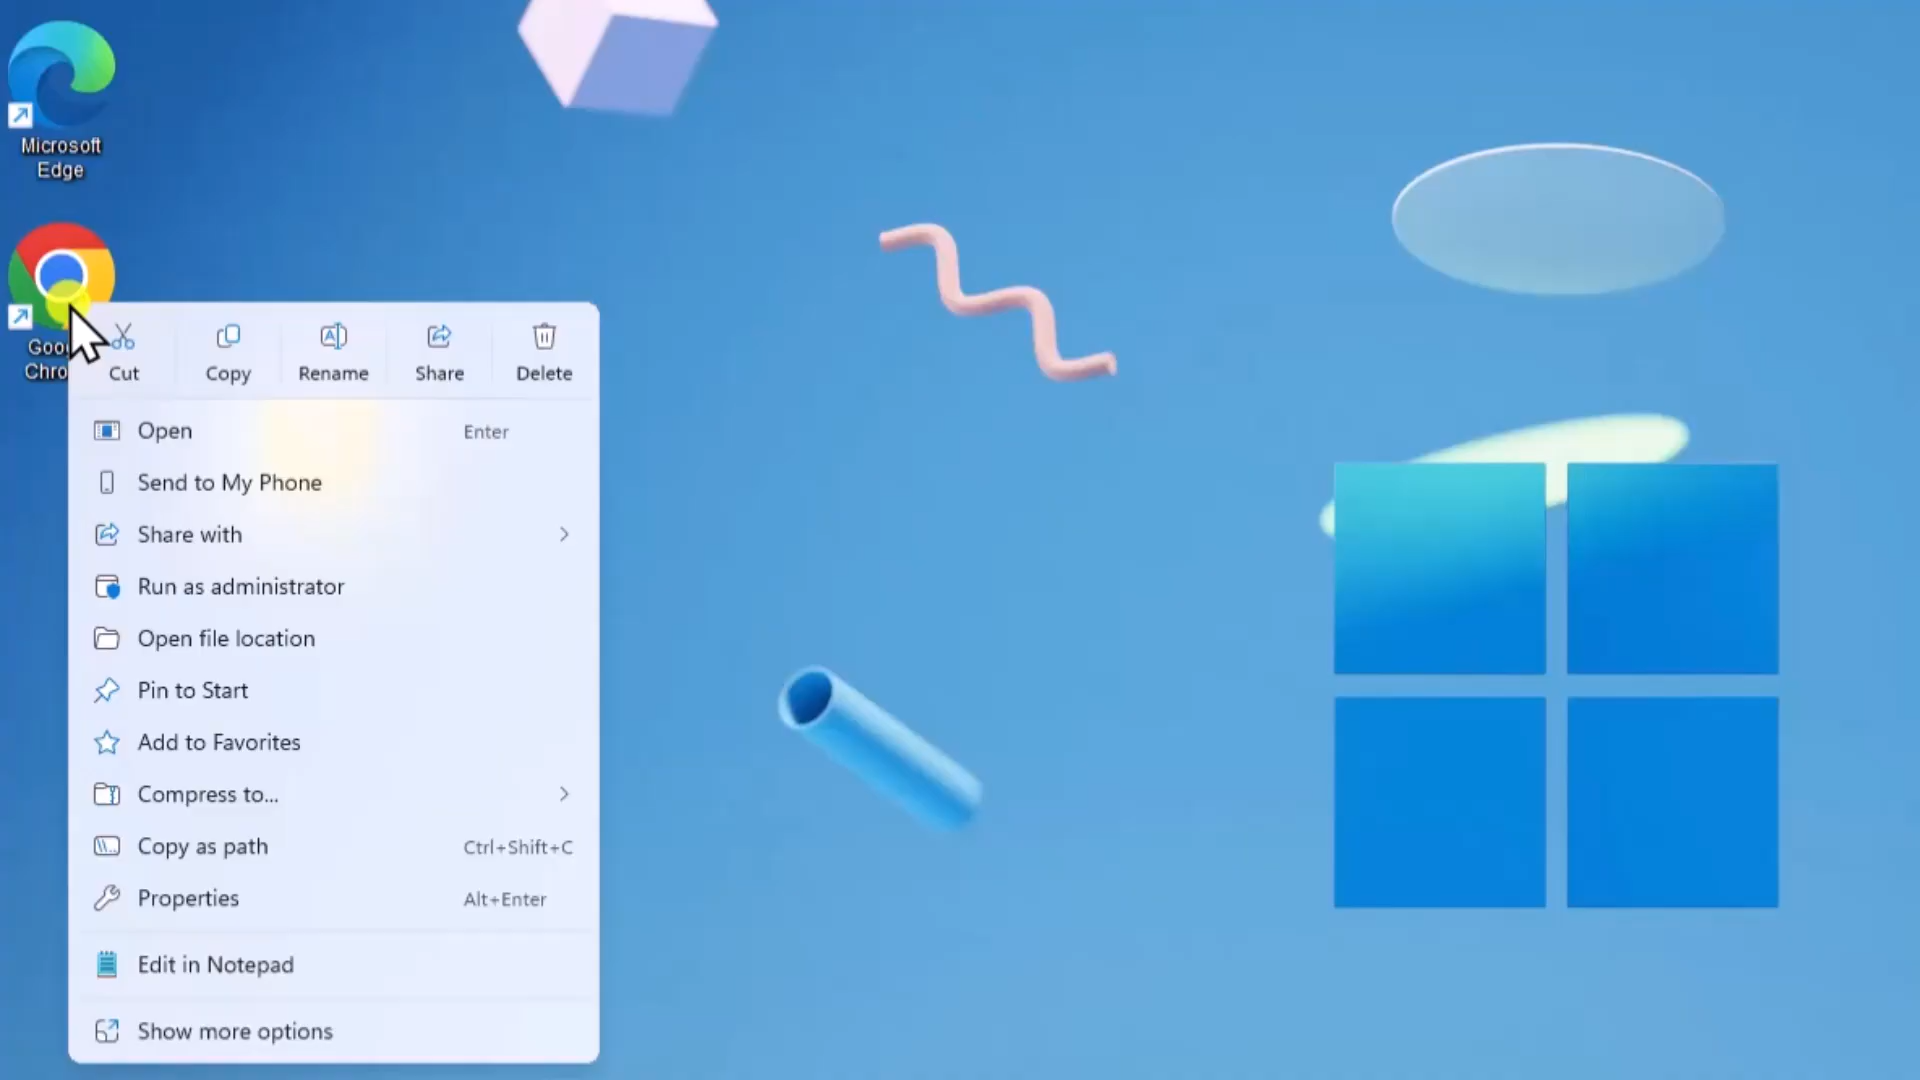 Microsoft
Edge
Cut
Copy
Rename
Share
Delete
Open
Enter
Send to My Phone
Share with
Run as administrator
Open file location
Pin to Start
Add to Favorites
Compress to...
Copy as path
Ctrl+Shift+C
Properties
Alt+Enter
Edit in Notepad
Show more options